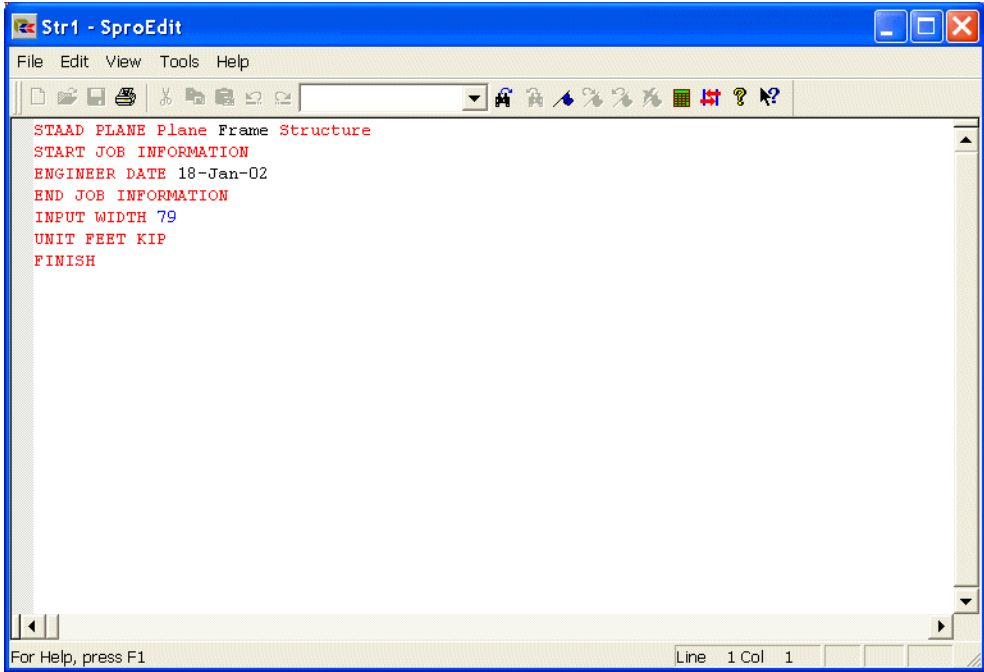 Str1 - SproEdit
File Edit View Tools Help
STAAD PLANE Plane Frame Structure
START JOB INFORMATION
ENGINEER DATE 18-Jan-02
END JOB INFORMATION
INPUT WIDTH 79
UNIT FEET KIP
FINISH
For Help, press F1 Line 1 Col 1